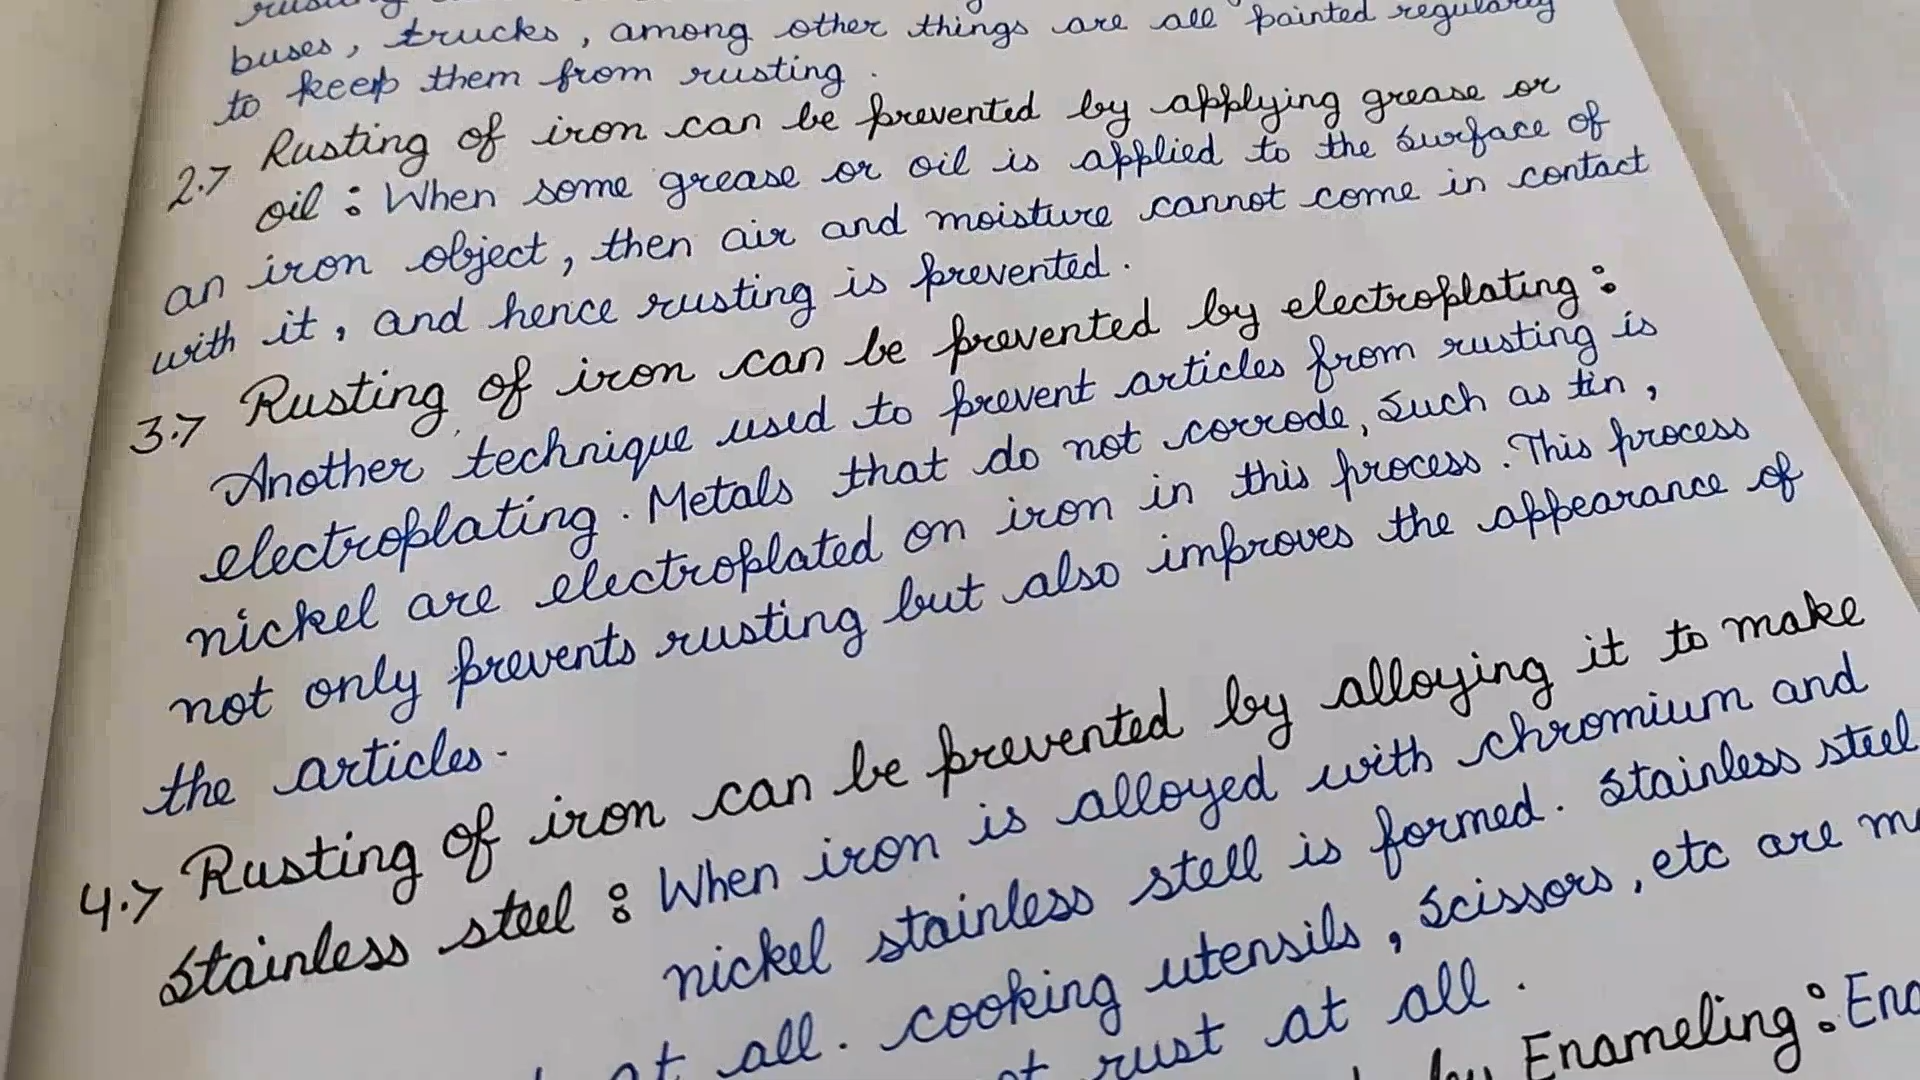 buses, trucks, among other things are all painted regularly
to keep them from rusting.
2.> Rusting of iron can be prevented by applying grease or
oil : When some grease or oil is applied to the surface of
an iron object, then air and moisture cannot come in contact
with it, and hence rusting is prevented.
3.> Rusting of iron can be prevented by electroplating :
Another technique used to prevent articles from rusting is
electroplating. Metals that do not corrode, such as tin,
nickel are electroplated on iron in this process. This process
not only prevents rusting but also improves the appearance of
the articles.
4.> Rusting of iron can be prevented by alloying it to make
Stainless steel : When iron is alloyed with chromium and
nickel stainless stell is formed. Stainless steel
at all. cooking utensils, scissors, etc are
rust at all.
by Enameling :